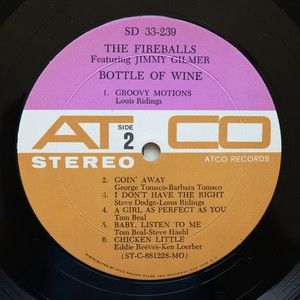 SD 33-239
THE FIREBALLS
Featuring JIMMY GILMER
BOTTLE OF WINE
1. GROOVY MOTIONS
Louis Ridings
ATCO
SIDE
2
STEREO
ATCO RECORDS
2. GOIN' AWAY
George Tomsco-Barbara Tomsco
3. I DON'T HAVE THE RIGHT
Steve Dodge-Louis Ridings
4. A GIRL AS PERFECT AS YOU
Tom Beal
5. BABY, LISTEN TO ME
Tom Beal-Steve Haehl
6. CHICKEN LITTLE
Eddie Reeves-Ken Loerber
(ST-C-681228-MO)